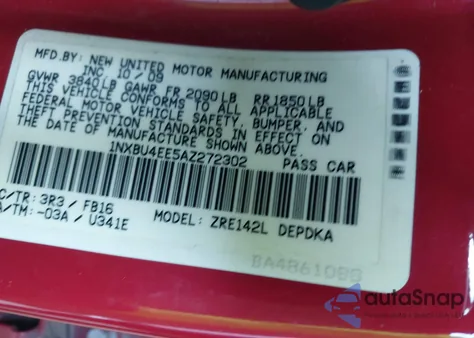 MFD.BY: NEW UNITED MOTOR MANUFACTURING
INC 10/09
GVWR 3840LB GAWR FR 2090LB RR1850LB
THIS VEHICLE CONFORMS TO ALL APPLICABLE
FEDERAL MOTOR VEHICLE SAFETY, BUMPER, AND
THEFT PREVENTION STANDARDS IN EFFECT ON
THE DATE OF MANUFACTURE SHOWN ABOVE.
1NXBU4EE5AZ272302 PASS CAR
C/TR: 3R3 / FB16
A/TM: -03A / U341E MODEL: ZRE142L DEPDKA
autoSnap